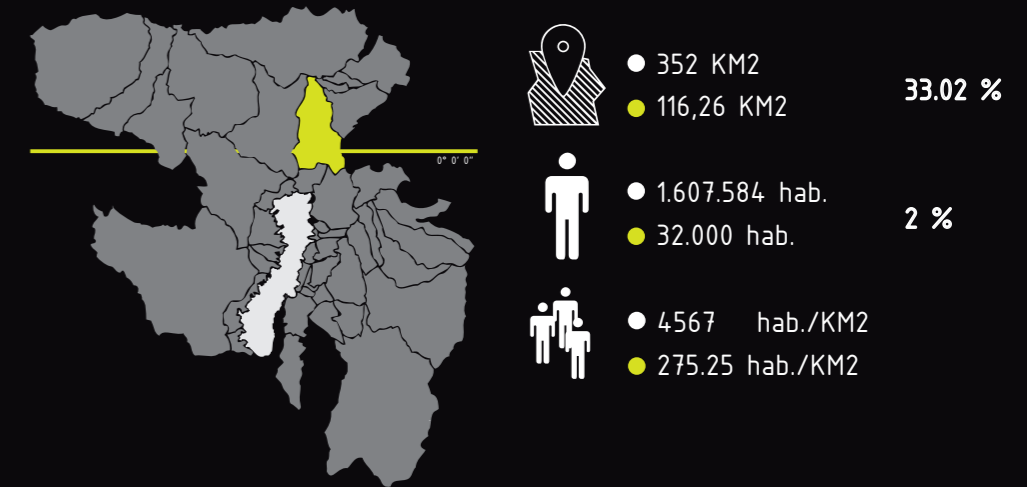 0° 0' 0"
352 KM2
116,26 KM2
33.02 %
1.607.584 hab.
32.000 hab.
2 %
4567 hab./KM2
275.25 hab./KM2